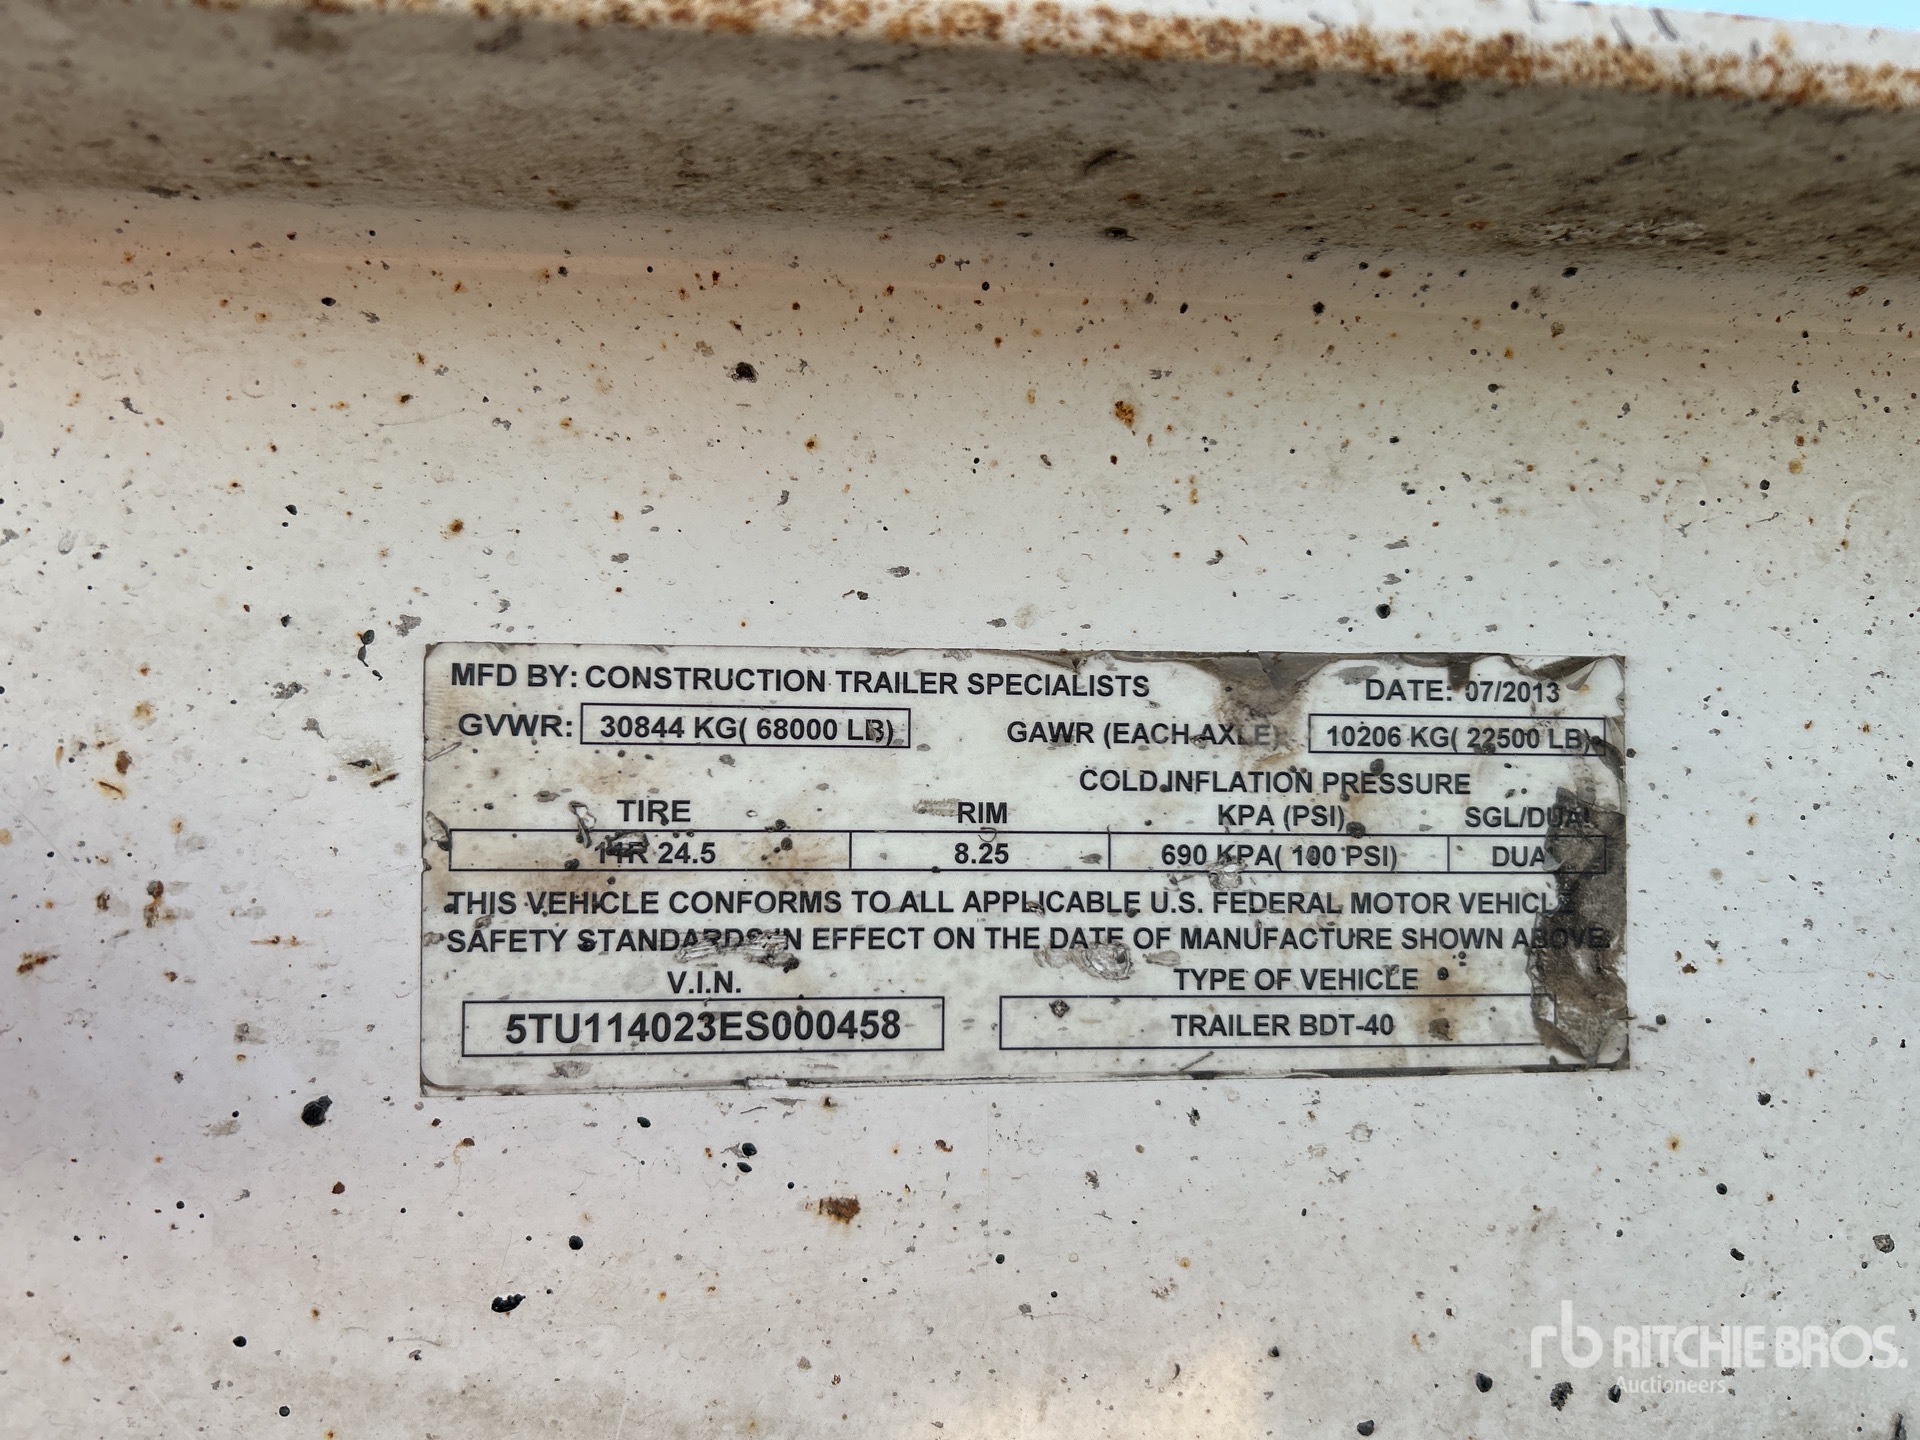 MFD BY: CONSTRUCTION TRAILER SPECIALISTS DATE: 07/2013
GVWR: 30844 KG( 68000 LB) GAWR (EACH AXLE) 10206 KG( 22500 LB)
COLD INFLATION PRESSURE
TIRE RIM KPA (PSI) SGL/DUAL
11R 24.5 8.25 690 KPA( 100 PSI) DUA
THIS VEHICLE CONFORMS TO ALL APPLICABLE U.S. FEDERAL MOTOR VEHICLE
SAFETY STANDARDS IN EFFECT ON THE DATE OF MANUFACTURE SHOWN ABOVE.
V.I.N. TYPE OF VEHICLE
5TU114023ES000458 TRAILER BDT-40
rb RITCHIE BROS.
Auctioneers